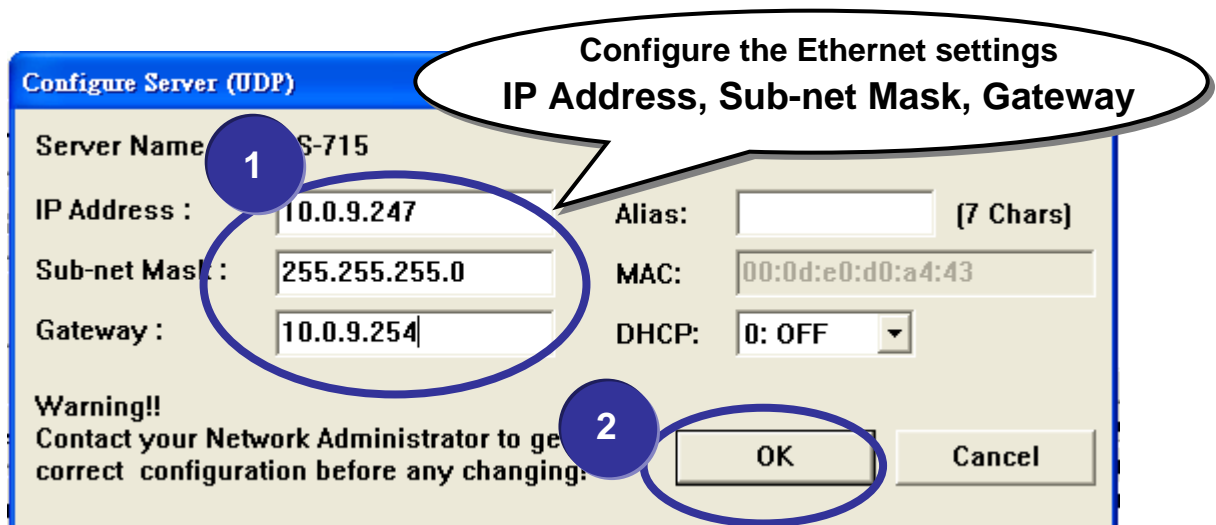 Configure the Ethernet settings
IP Address, Sub-net Mask, Gateway
Configure Server (UDP)
Server Name S-715
1
IP Address : 10.0.9.247 Alias: (7 Chars)
Sub-net Mask : 255.255.255.0 MAC: 00:0d:e0:d0:a4:43
Gateway : 10.0.9.254 DHCP: 0: OFF
Warning!!
Contact your Network Administrator to ge
2
correct configuration before any changing!
OK Cancel